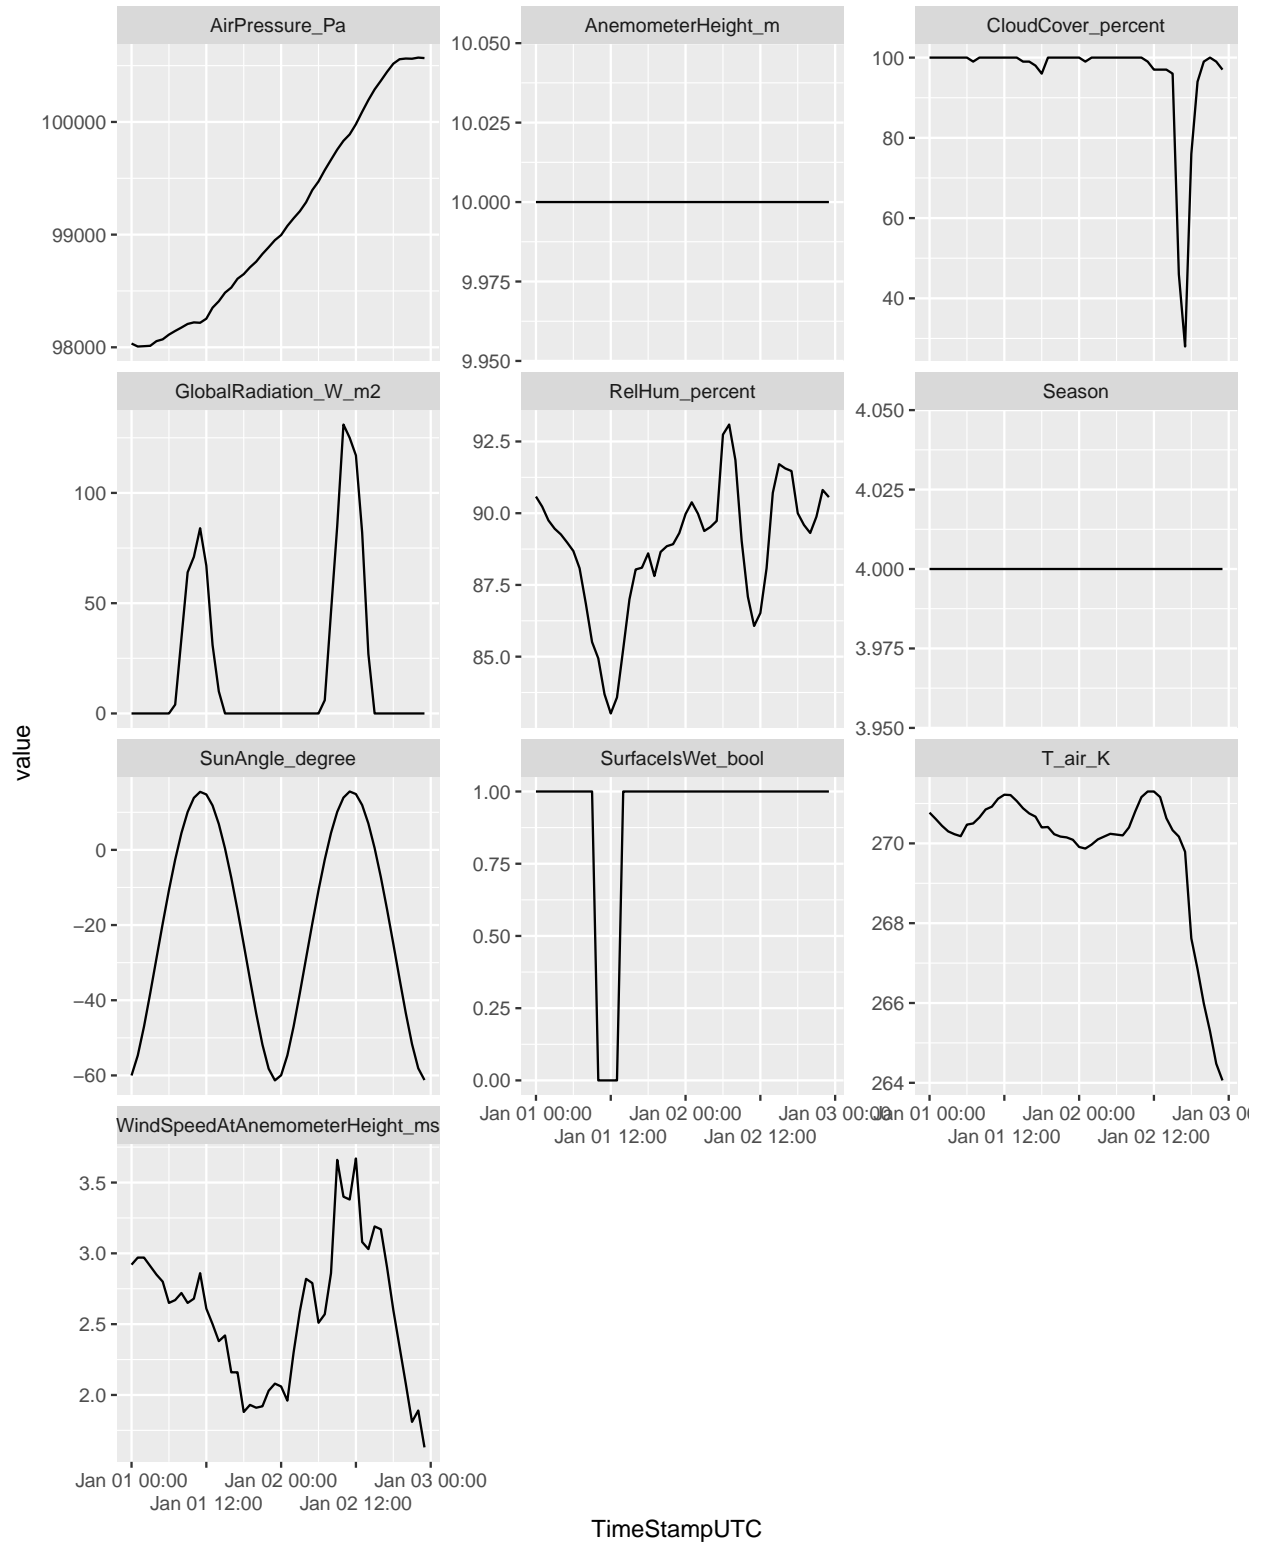 AirPressure_Pa
AnemometerHeight_m
CloudCover_percent
100000
99000
98000
10.050
10.025
10.000
9.975
9.950
100
80
60
40
GlobalRadiation_W_m2
RelHum_percent
Season
100
50
0
92.5
90.0
87.5
85.0
4.050
4.025
4.000
3.975
3.950
value
SunAngle_degree
SurfaceIsWet_bool
T_air_K
0
−20
−40
−60
1.00
0.75
0.50
0.25
0.00
270
268
266
264
Jan 01 00:00 Jan 02 00:00 Jan 03 00:00
Jan 01 12:00 Jan 02 12:00
Jan 01 00:00 Jan 03 0
Jan 01 12:00 Jan 02 12:00
WindSpeedAtAnemometerHeight_ms
3.5
3.0
2.5
2.0
Jan 01 00:00 Jan 02 00:00 Jan 03 00:00
Jan 01 12:00 Jan 02 12:00
TimeStampUTC